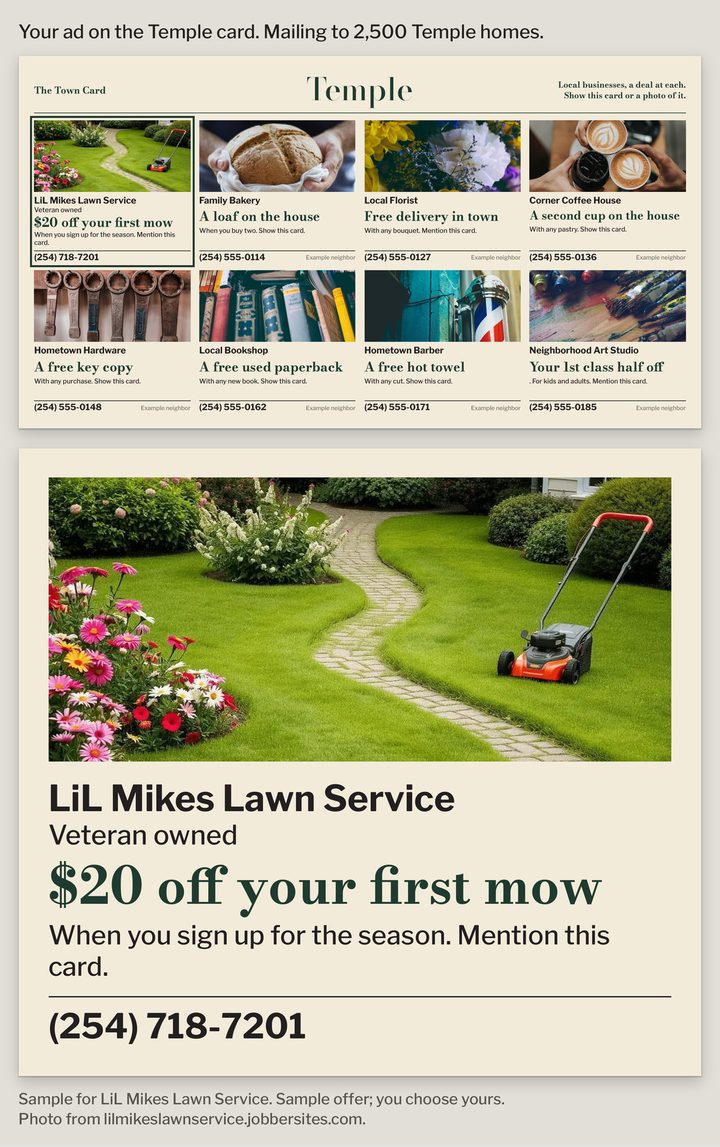 Your ad on the Temple card. Mailing to 2,500 Temple homes.
The Town Card
Temple
Local businesses, a deal at each.
Show this card or a photo of it.
LiL Mikes Lawn Service
Veteran owned
$20 off your first mow
When you sign up for the season. Mention this
card.
(254) 718-7201
Family Bakery
A loaf on the house
When you buy two. Show this card.
(254) 555-0114
Example neighbor
Local Florist
Free delivery in town
With any bouquet. Mention this card.
(254) 555-0127
Example neighbor
Corner Coffee House
A second cup on the house
With any pastry. Show this card.
(254) 555-0136
Example neighbor
Hometown Hardware
A free key copy
With any purchase. Show this card.
(254) 555-0148
Example neighbor
Local Bookshop
A free used paperback
With any new book. Show this card.
(254) 555-0162
Example neighbor
Hometown Barber
A free hot towel
With any cut. Show this card.
(254) 555-0171
Example neighbor
Neighborhood Art Studio
Your 1st class half off
. For kids and adults. Mention this card.
(254) 555-0185
Example neighbor
LiL Mikes Lawn Service
Veteran owned
$20 off your first mow
When you sign up for the season. Mention this
card.
(254) 718-7201
Sample for LiL Mikes Lawn Service. Sample offer; you choose yours.
Photo from lilmikeslawnservice.jobbersites.com.